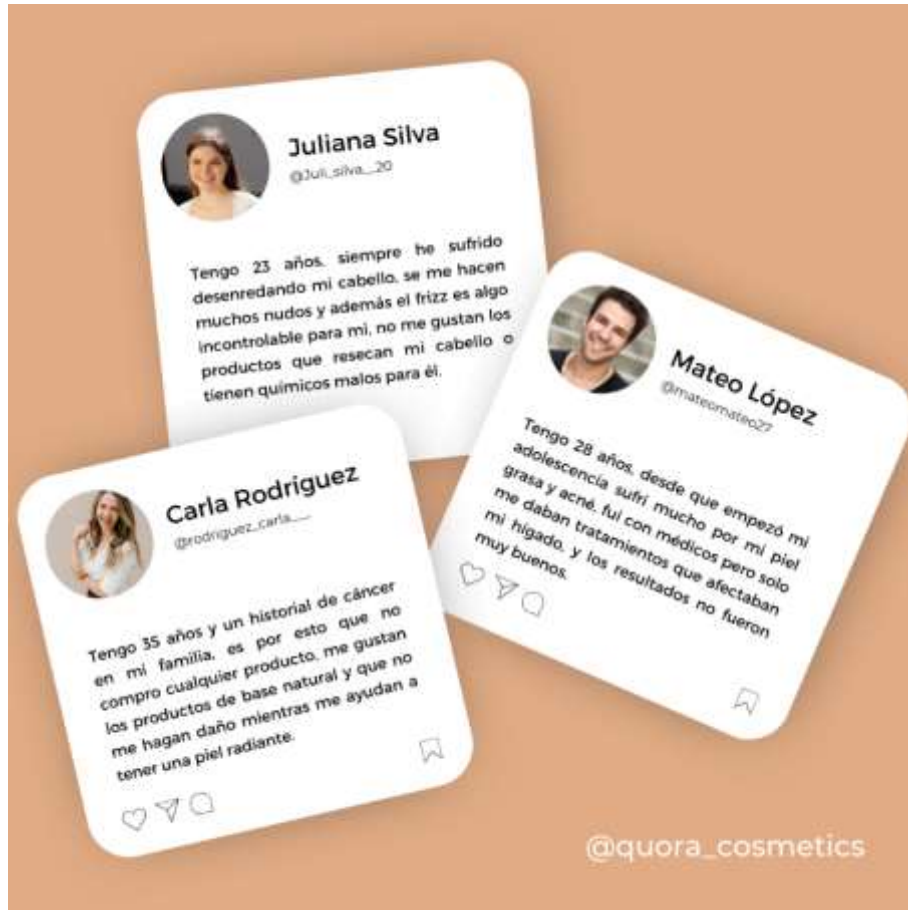 Juliana Silva
@Juli_silva__20
Tengo 23 años, siempre he sufrido
desenredando mi cabello, se me hacen
muchos nudos y además el frizz es algo
incontrolable para mi, no me gustan los
productos que resecan mi cabello o
tienen químicos malos para él.
Mateo López
@mateomateo27
Tengo 28 años, desde que empezó mi
adolescencia sufrí mucho por mi piel
grasa y acné, fui con médicos pero solo
me daban tratamientos que afectaban
mi hígado, y los resultados no fueron
muy buenos.
Carla Rodriguez
@rodriguez_carla___
Tengo 35 años y un historial de cáncer
en mi familia, es por esto que no
compro cualquier producto, me gustan
los productos de base natural y que no
me hagan daño mientras me ayudan a
tener una piel radiante.
@quora_cosmetics